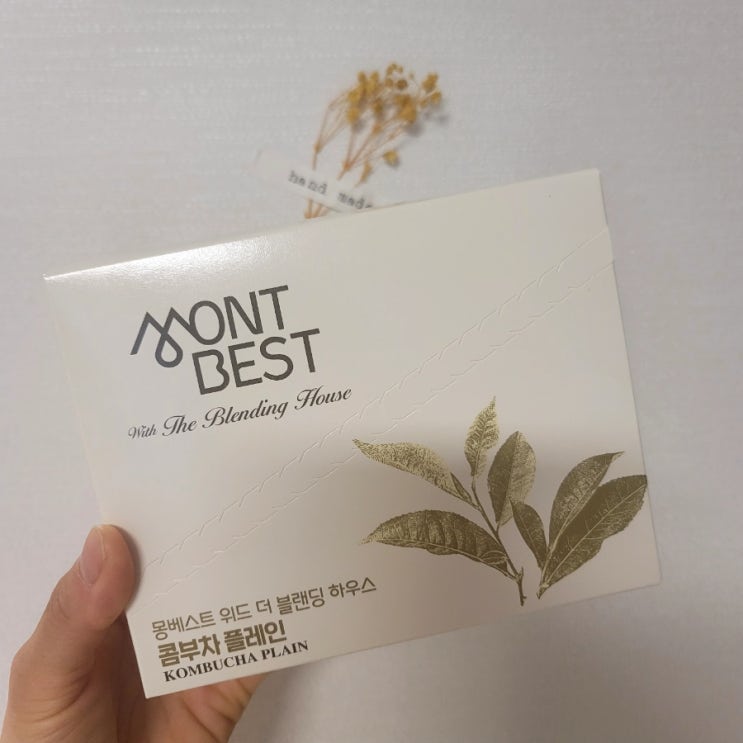 hand made
MONT
BEST
With The Blending House
몽베스트 위드 더 블랜딩 하우스
콤부차 플레인
KOMBUCHA PLAIN